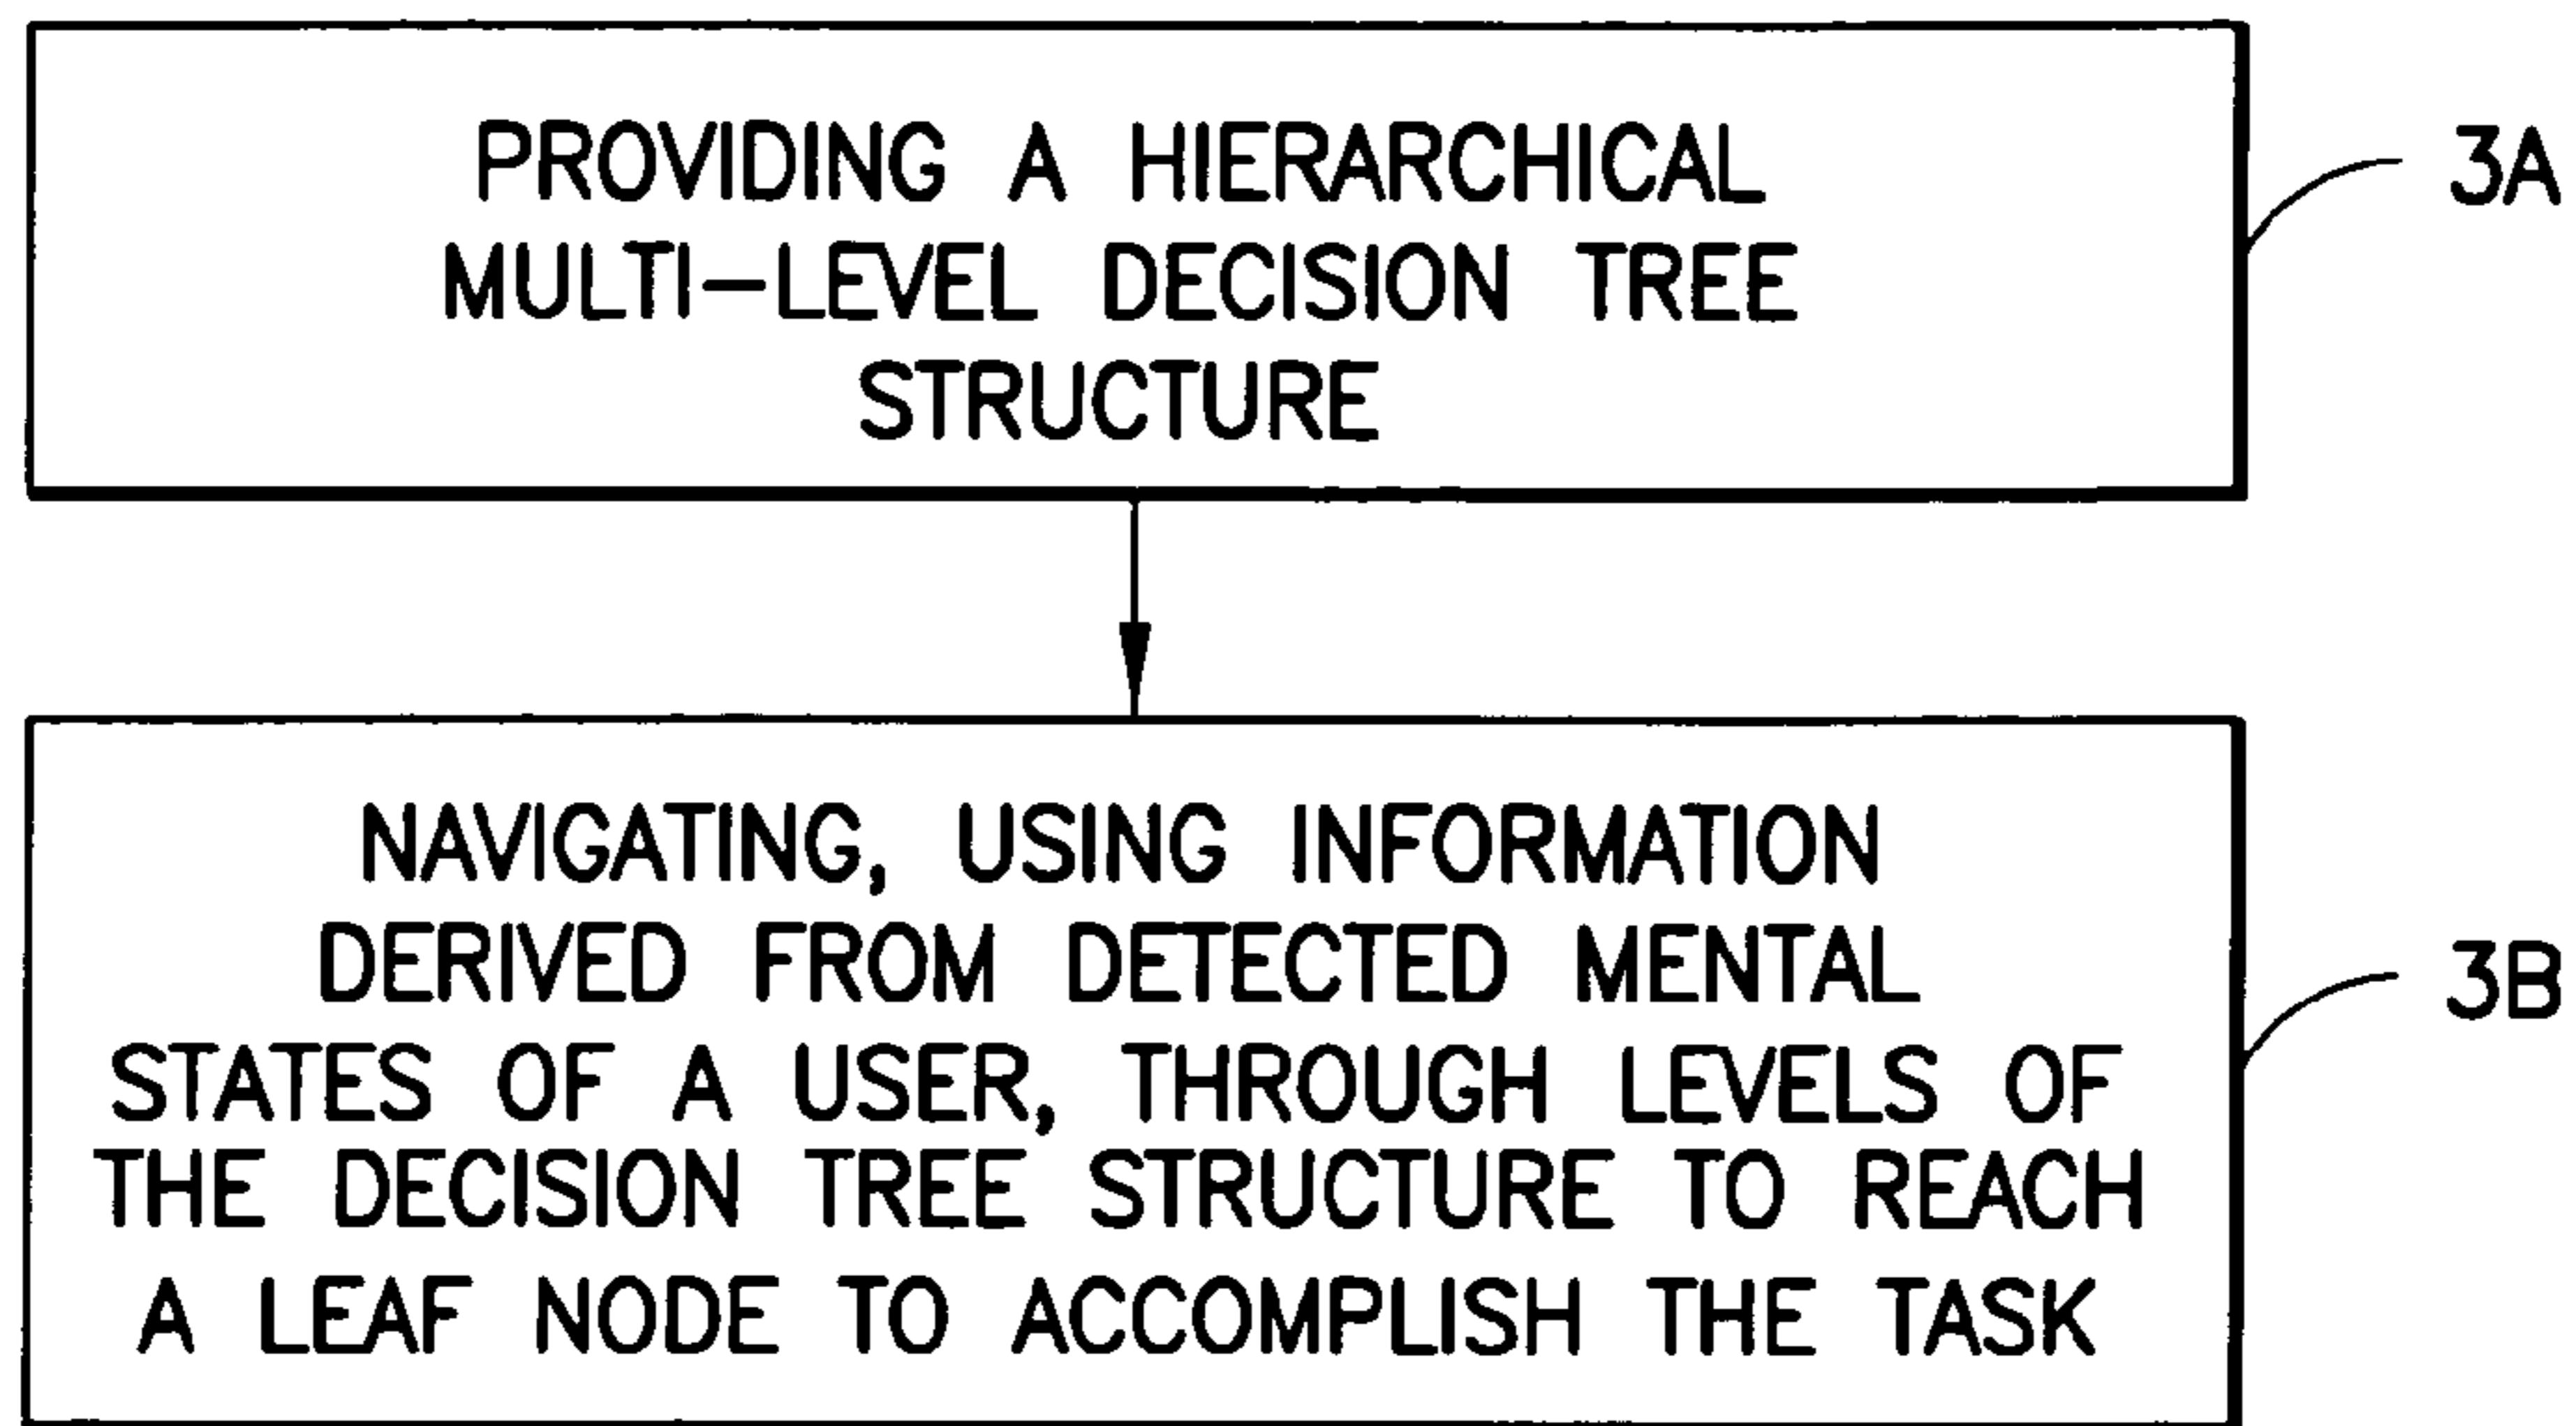 PROVIDING A HIERARCHICAL
MULTI-LEVEL DECISION TREE
STRUCTURE
3A
NAVIGATING, USING INFORMATION
DERIVED FROM DETECTED MENTAL
STATES OF A USER, THROUGH LEVELS OF
THE DECISION TREE STRUCTURE TO REACH
A LEAF NODE TO ACCOMPLISH THE TASK
3B